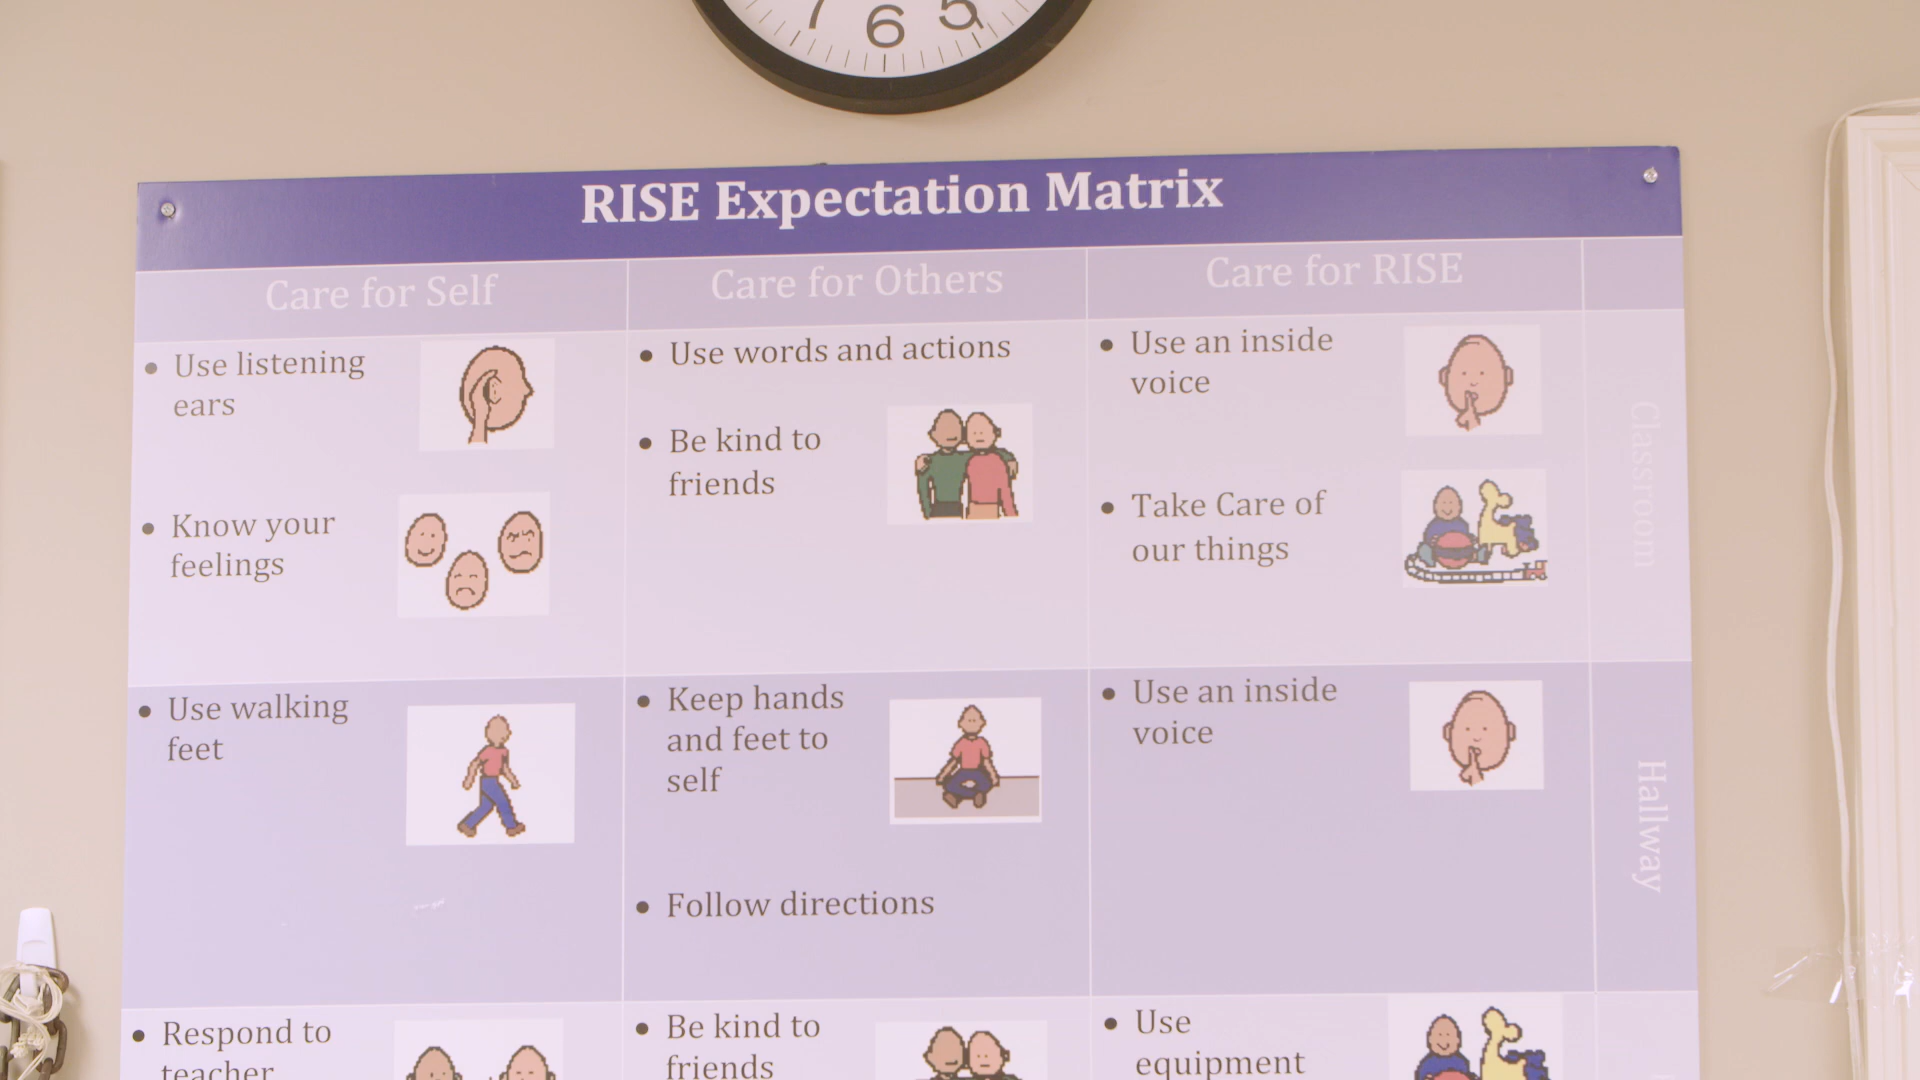 7 6 5
RISE Expectation Matrix
Care for Self
Care for Others
Care for RISE
Use listening
ears
Know your
feelings
Use words and actions
Be kind to
friends
Use an inside
voice
Take Care of
our things
Classroom
Use walking
feet
Keep hands
and feet to
self
Follow directions
Use an inside
voice
Hallway
Respond to
teacher
Be kind to
friends
Use
equipment